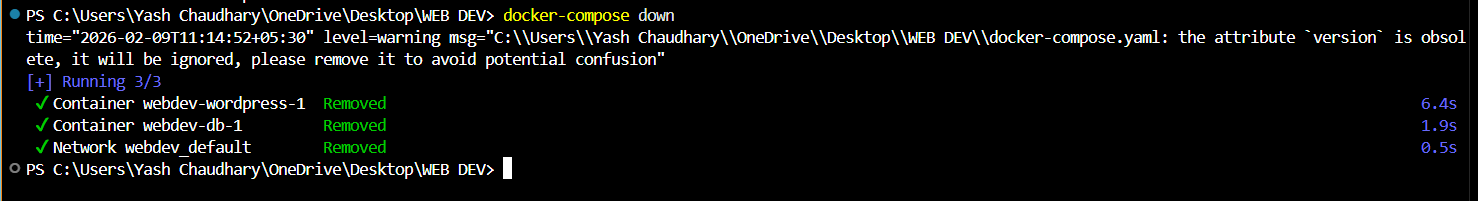 PS C:\Users\Yash Chaudhary\OneDrive\Desktop\WEB DEV> docker-compose down
time="2026-02-09T11:14:52+05:30" level=warning msg="C:\\Users\\Yash Chaudhary\\OneDrive\\Desktop\\WEB DEV\\docker-compose.yaml: the attribute `version` is obsol
ete, it will be ignored, please remove it to avoid potential confusion"
[+] Running 3/3
✔ Container webdev-wordpress-1 Removed 6.4s
✔ Container webdev-db-1 Removed 1.9s
✔ Network webdev_default Removed 0.5s
PS C:\Users\Yash Chaudhary\OneDrive\Desktop\WEB DEV>